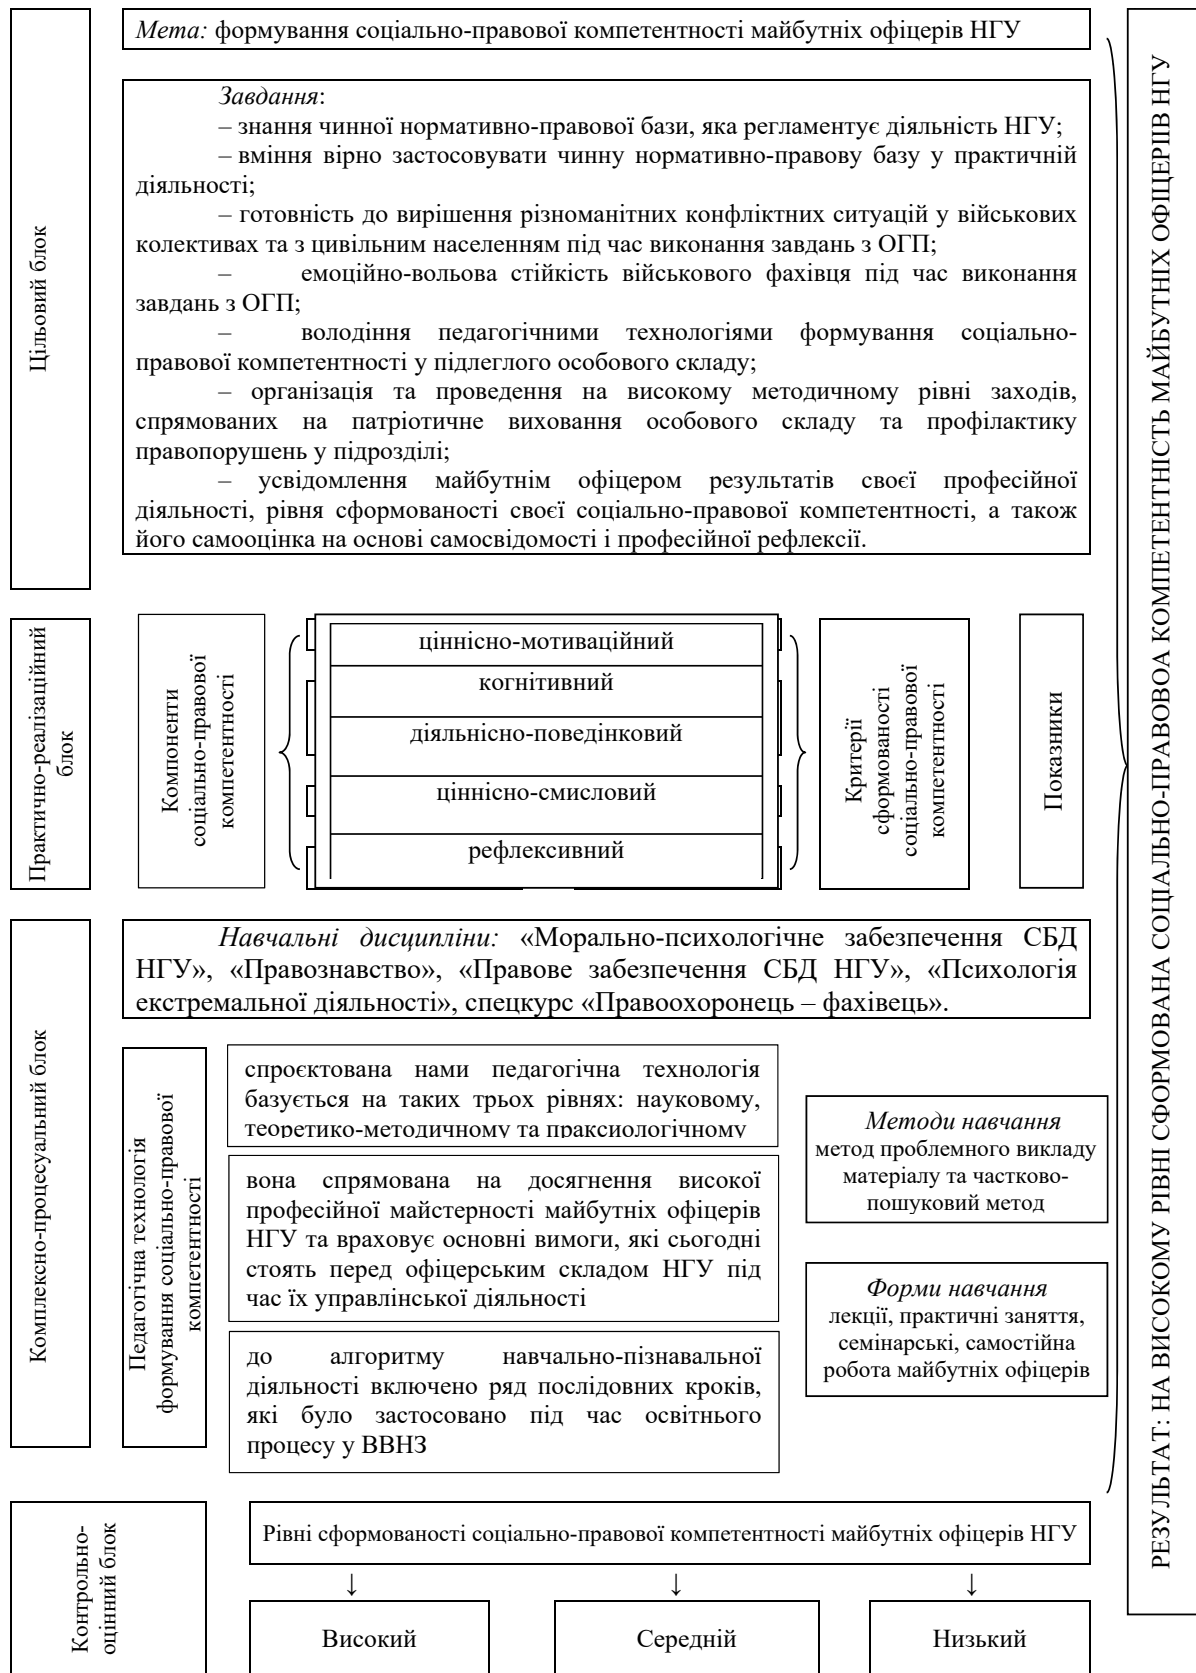 Цільовий блок
Мета: формування соціально-правової компетентності майбутніх офіцерів НГУ
Завдання:
– знання чинної нормативно-правової бази, яка регламентує діяльність НГУ;
– вміння вірно застосовувати чинну нормативно-правову базу у практичній
діяльності;
– готовність до вирішення різноманітних конфліктних ситуацій у військових
колективах та з цивільним населенням під час виконання завдань з ОГП;
– емоційно-вольова стійкість військового фахівця під час виконання
завдань з ОГП;
– володіння педагогічними технологіями формування соціально-
правової компетентності у підлеглого особового складу;
– організація та проведення на високому методичному рівні заходів,
спрямованих на патріотичне виховання особового складу та профілактику
правопорушень у підрозділі;
– усвідомлення майбутнім офіцером результатів своєї професійної
діяльності, рівня сформованості своєї соціально-правової компетентності, а також
його самооцінка на основі самосвідомості і професійної рефлексії.
Практично-реалізаційний
блок
Компоненти
соціально-правової
компетентності
ціннісно-мотиваційний
когнітивний
діяльнісно-поведінковий
ціннісно-смисловий
рефлексивний
Критерії
сформованості
соціально-правової
компетентності
Показники
Комплексно-процесуальний блок
Навчальні дисципліни: «Морально-психологічне забезпечення СБД
НГУ», «Правознавство», «Правове забезпечення СБД НГУ», «Психологія
екстремальної діяльності», спецкурс «Правоохоронець – фахівець».
Педагогічна технологія
формування соціально-правової
компетентності
спроєктована нами педагогічна технологія
базується на таких трьох рівнях: науковому,
теоретико-методичному та праксиологічному
вона спрямована на досягнення високої
професійної майстерності майбутніх офіцерів
НГУ та враховує основні вимоги, які сьогодні
стоять перед офіцерським складом НГУ під
час їх управлінської діяльності
до алгоритму навчально-пізнавальної
діяльності включено ряд послідовних кроків,
які було застосовано під час освітнього
процесу у ВВНЗ
Методи навчання
метод проблемного викладу
матеріалу та частково-
пошуковий метод
Форми навчання
лекції, практичні заняття,
семінарські, самостійна
робота майбутніх офіцерів
Контрольно-
оцінний блок
Рівні сформованості соціально-правової компетентності майбутніх офіцерів НГУ
↓ ↓ ↓
Високий Середній Низький
РЕЗУЛЬТАТ: НА ВИСОКОМУ РІВНІ СФОРМОВАНА СОЦІАЛЬНО-ПРАВОВОА КОМПЕТЕНТНІСТЬ МАЙБУТНІХ ОФІЦЕРІВ НГУ